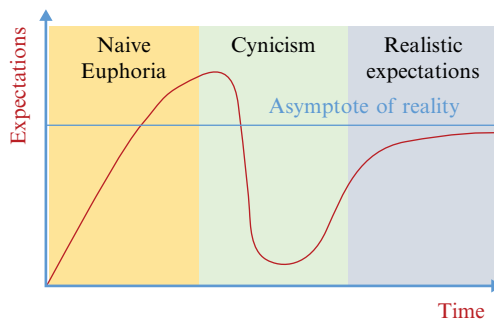 Expectations
Naive
Euphoria
Cynicism
Realistic
expectations
Asymptote of reality
Time